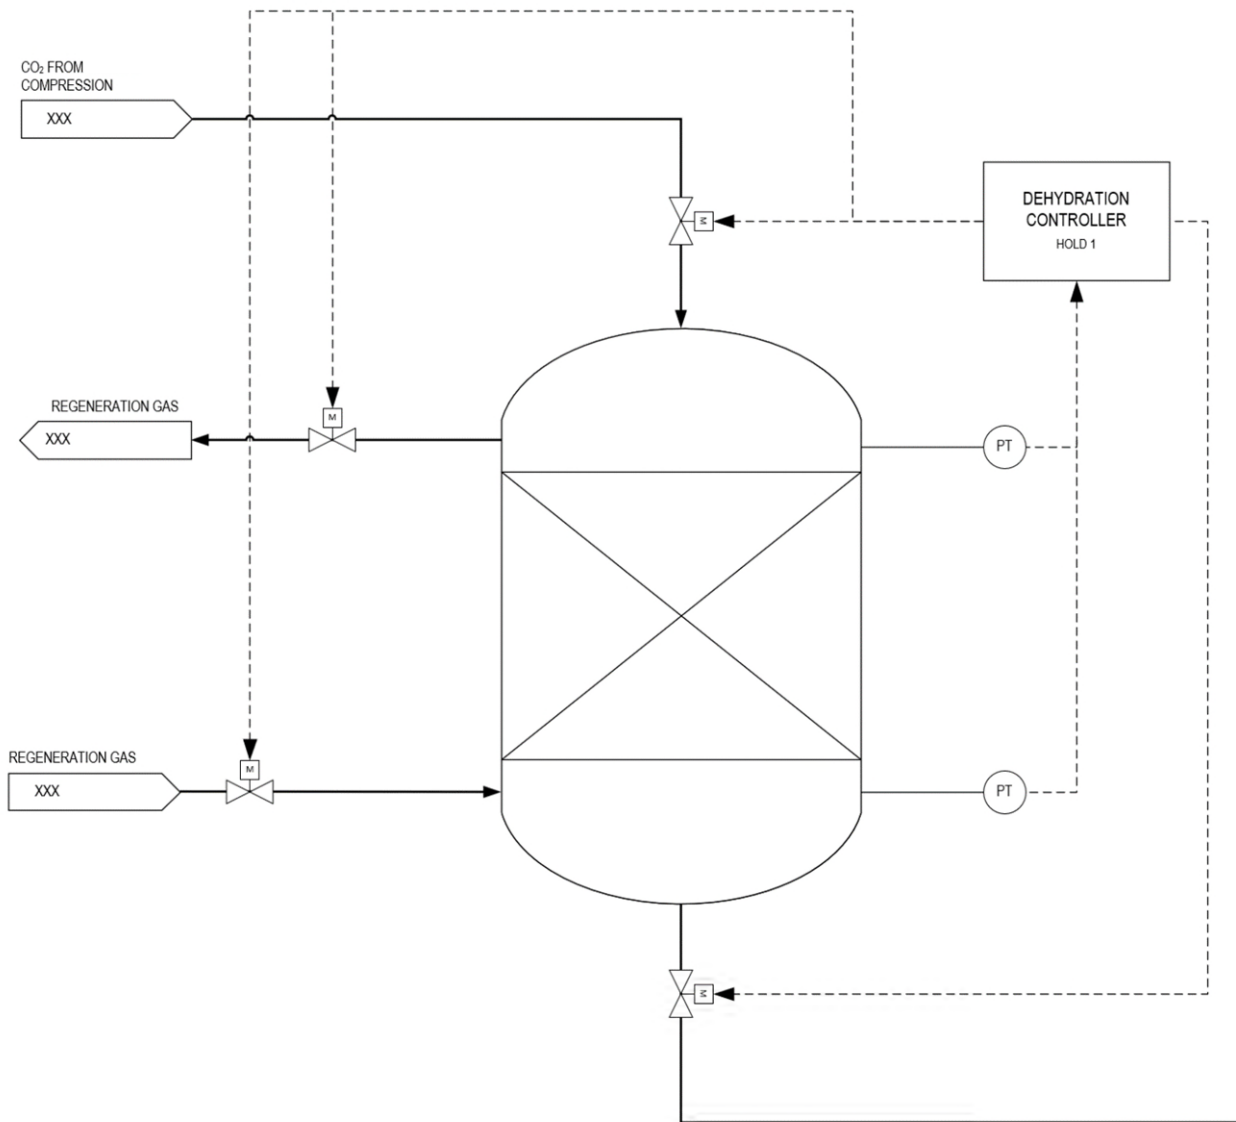 CO₂ FROM
COMPRESSION
XXX
M
DEHYDRATION
CONTROLLER
HOLD 1
REGENERATION GAS
M
XXX
PT
REGENERATION GAS
M
XXX
PT
M